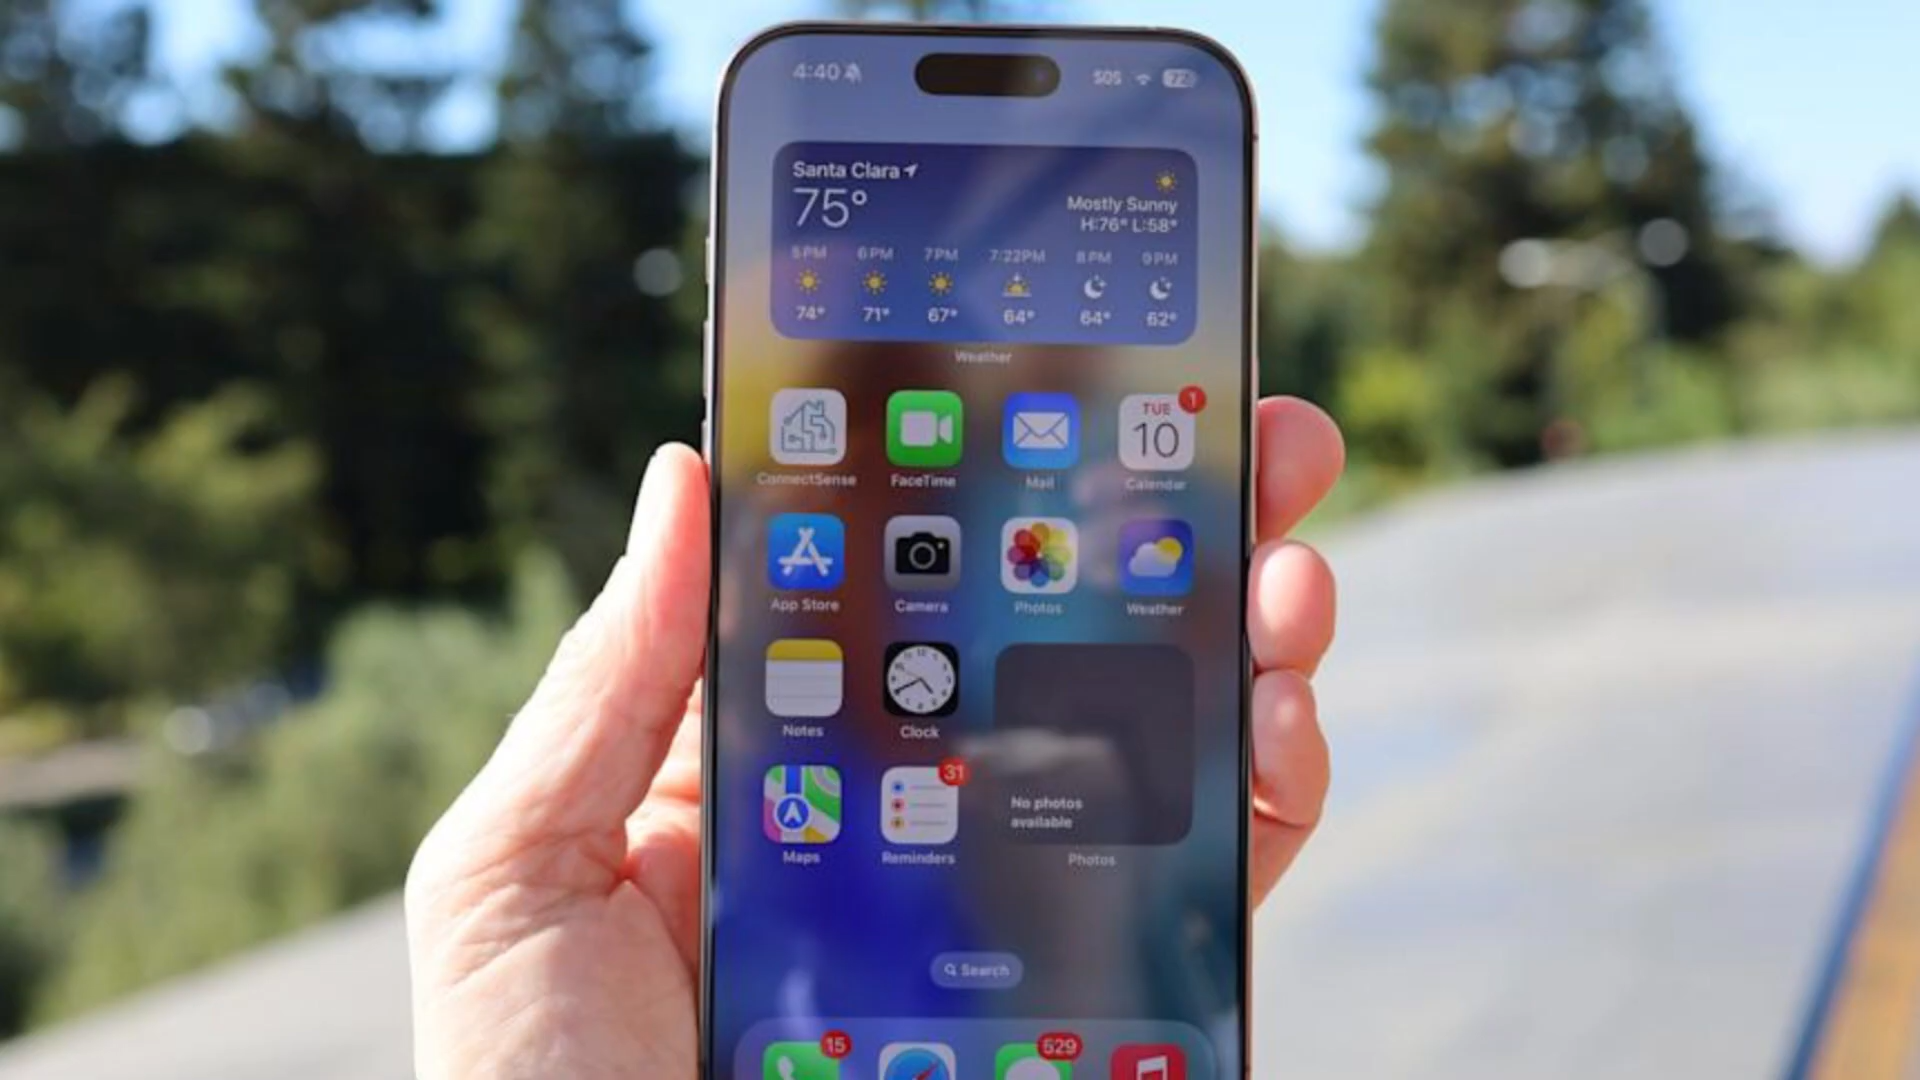 4:40
SOS
72
Santa Clara
75°
Mostly Sunny
H:76° L:58°
5PM 6PM 7PM 7:22PM 8PM 9PM
74° 71° 67° 64° 64° 62°
Weather
TUE
10
1
ConnectSense FaceTime Mail Calendar
App Store Camera Photos Weather
Notes Clock
31
No photos
available
Maps Reminders Photos
Search
15
529